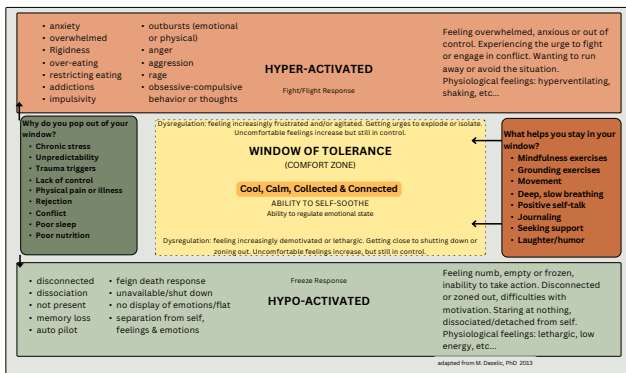 • anxiety
• overwhelmed
• Rigidness
• over-eating
• restricting eating
• addictions
• impulsivity
• outbursts (emotional
or physical)
• anger
• aggression
• rage
• obsessive-compulsive
behavior or thoughts
HYPER-ACTIVATED
Fight/Flight Response
Feeling overwhelmed, anxious or out of
control. Experiencing the urge to fight
or engage in conflict. Wanting to run
away or avoid the situation.
Physiological feelings: hyperventilating,
shaking, etc...
Why do you pop out of your
window?
• Chronic stress
• Unpredictability
• Trauma triggers
• Lack of control
• Physical pain or illness
• Rejection
• Conflict
• Poor sleep
• Poor nutrition
Dysregulation: feeling increasingly frustrated and/or agitated. Getting urges to explode or isolate.
Uncomfortable feelings increase but still in control.
WINDOW OF TOLERANCE
(COMFORT ZONE)
Cool, Calm, Collected & Connected
ABILITY TO SELF-SOOTHE
Ability to regulate emotional state
Dysregulation: feeling increasingly demotivated or lethargic. Getting close to shutting down or
zoning out. Uncomfortable feelings increase, but still in control.
What helps you stay in your
window?
• Mindfulness exercises
• Grounding exercises
• Movement
• Deep, slow breathing
• Positive self-talk
• Journaling
• Seeking support
• Laughter/humor
• disconnected
• dissociation
• not present
• memory loss
• auto pilot
• feign death response
• unavailable/shut down
• no display of emotions/flat
• separation from self,
feelings & emotions
Freeze Response
HYPO-ACTIVATED
Feeling numb, empty or frozen,
inability to take action. Disconnected
or zoned out, difficulties with
motivation. Staring at nothing,
dissociated/detached from self.
Physiological feelings: lethargic, low
energy, etc...
adapted from M. Dezelic, PhD 2013